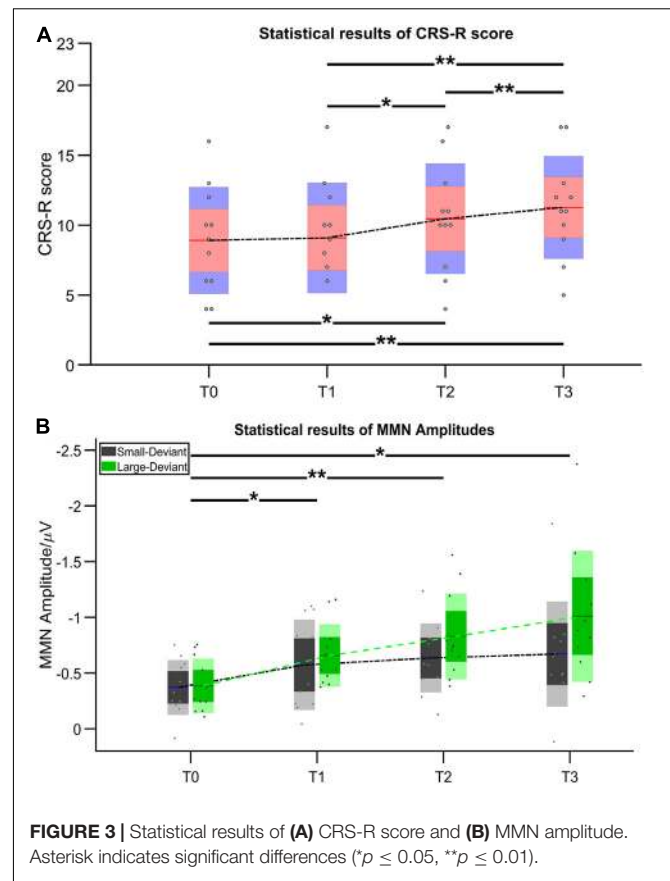 A
Statistical results of CRS-R score
23
20
15
10
5
0
CRS-R score
**
*
**
*
**
T0 T1 T2 T3
B
Statistical results of MMN Amplitudes
-2.5
-2
-1.5
-1
-0.5
0
MMN Amplitude/μV
Small-Deviant
Large-Deviant
*
**
*
T0 T1 T2 T3
FIGURE 3 | Statistical results of (A) CRS-R score and (B) MMN amplitude.
Asterisk indicates significant differences (*p ≤ 0.05, **p ≤ 0.01).